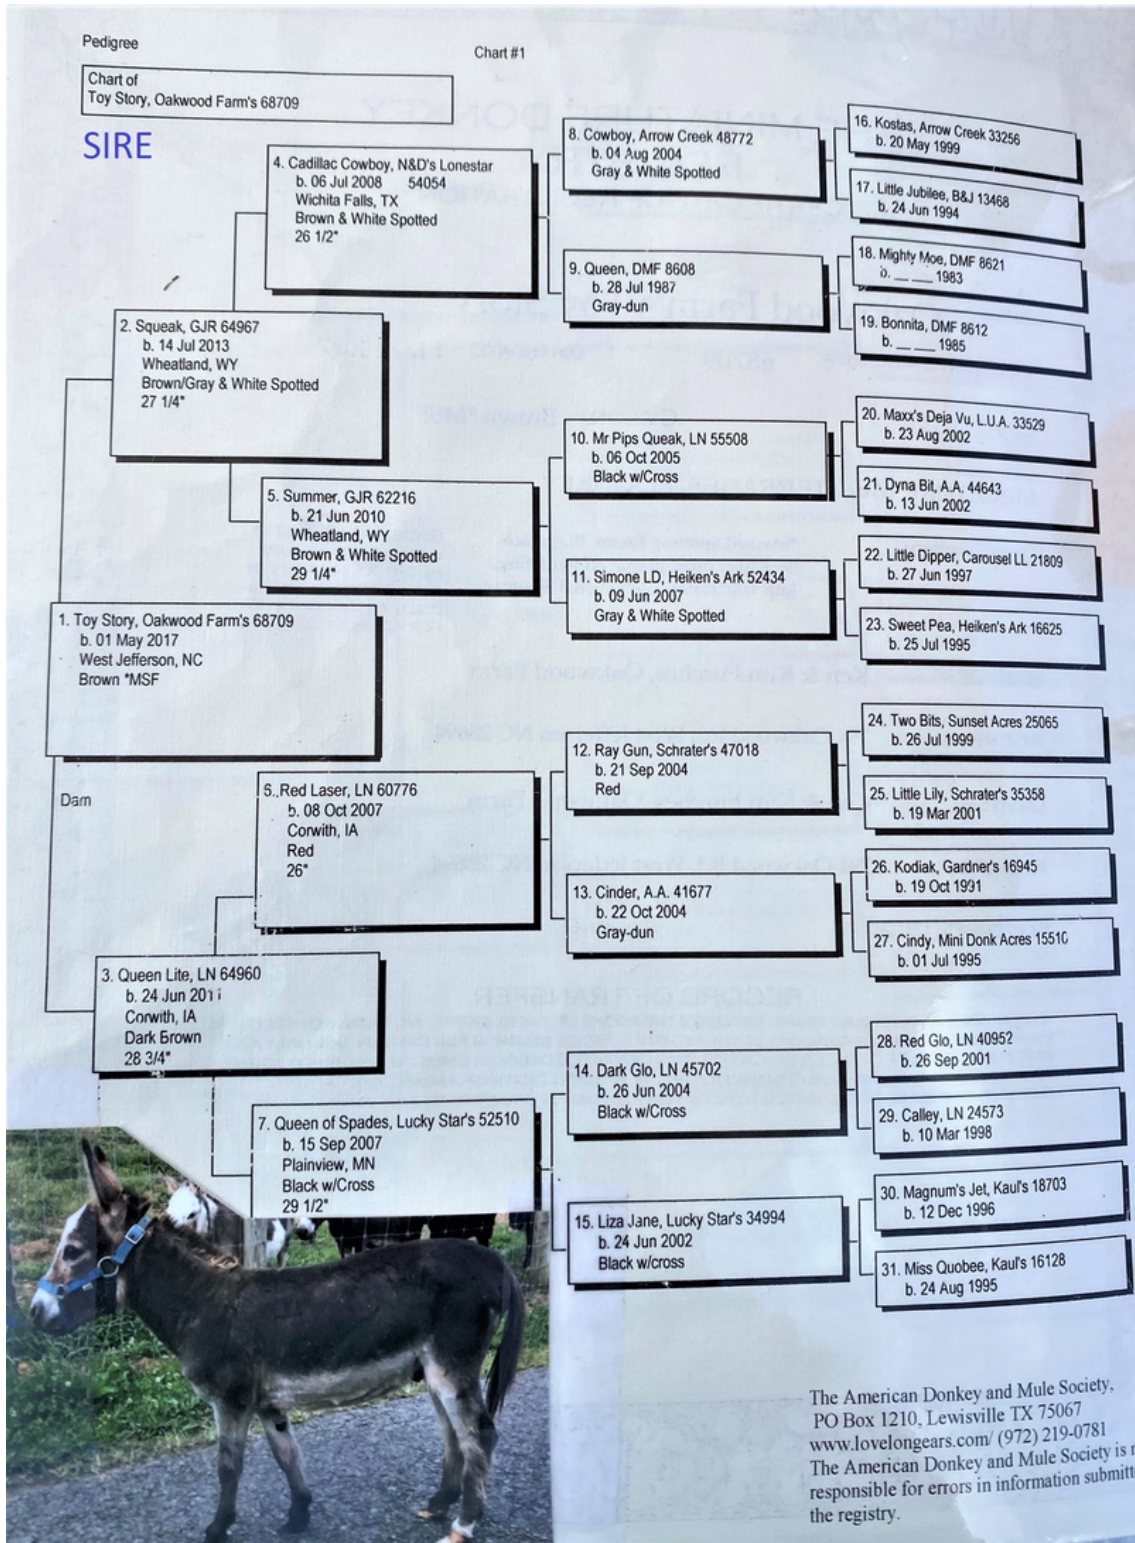 Pedigree
Chart #1
Chart of
Toy Story, Oakwood Farm's 68709
SIRE
1. Toy Story, Oakwood Farm's 68709
b. 01 May 2017
West Jefferson, NC
Brown *MSF
Dam
2. Squeak, GJR 64967
b. 14 Jul 2013
Wheatland, WY
Brown/Gray & White Spotted
27 1/4"
3. Queen Lite, LN 64960
b. 24 Jun
Corwith, IA
Dark Brown
28 3/4"
4. Cadillac Cowboy, N&D's Lonestar
b. 06 Jul 2008 54054
Wichita Falls, TX
Brown & White Spotted
26 1/2"
5. Summer, GJR 62216
b. 21 Jun 2010
Wheatland, WY
Brown & White Spotted
29 1/4"
6. Red Laser, LN 60776
b. 08 Oct 2007
Corwith, IA
Red
26"
7. Queen of Spades, Lucky Star's 52510
b. 15 Sep 2007
Plainview, MN
Black w/Cross
29 1/2"
8. Cowboy, Arrow Creek 48772
b. 04 Aug 2004
Gray & White Spotted
9. Queen, DMF 8608
b. 28 Jul 1987
Gray-dun
10. Mr Pips Queak, LN 55508
b. 06 Oct 2005
Black w/Cross
11. Simone LD, Heiken's Ark 52434
b. 09 Jun 2007
Gray & White Spotted
12. Ray Gun, Schrater's 47018
b. 21 Sep 2004
Red
13. Cinder, A.A. 41677
b. 22 Oct 2004
Gray-dun
14. Dark Glo, LN 45702
b. 26 Jun 2004
Black w/Cross
15. Liza Jane, Lucky Star's 34994
b. 24 Jun 2002
Black w/cross
16. Kostas, Arrow Creek 33256
b. 20 May 1999
17. Little Jubilee, B&J 13468
b. 24 Jun 1994
18. Mighty Moe, DMF 8621
b. __ ___ 1983
19. Bonnita, DMF 8612
b. __ ___ 1985
20. Maxx's Deja Vu, L.U.A. 33529
b. 23 Aug 2002
21. Dyna Bit, A.A. 44643
b. 13 Jun 2002
22. Little Dipper, Carousel LL 21809
b. 27 Jun 1997
23. Sweet Pea, Heiken's Ark 16625
b. 25 Jul 1995
24. Two Bits, Sunset Acres 25065
b. 26 Jul 1999
25. Little Lily, Schrater's 35358
b. 19 Mar 2001
26. Kodiak, Gardner's 16945
b. 19 Oct 1991
27. Cindy, Mini Donk Acres 15510
b. 01 Jul 1995
28. Red Glo, LN 40952
b. 26 Sep 2001
29. Calley, LN 24573
b. 10 Mar 1998
30. Magnum's Jet, Kaul's 18703
b. 12 Dec 1996
31. Miss Quobee, Kaul's 16128
b. 24 Aug 1995
The American Donkey and Mule Society,
PO Box 1210, Lewisville TX 75067
www.lovelongears.com/ (972) 219-0781
The American Donkey and Mule Society is
responsible for errors in information
the registry.